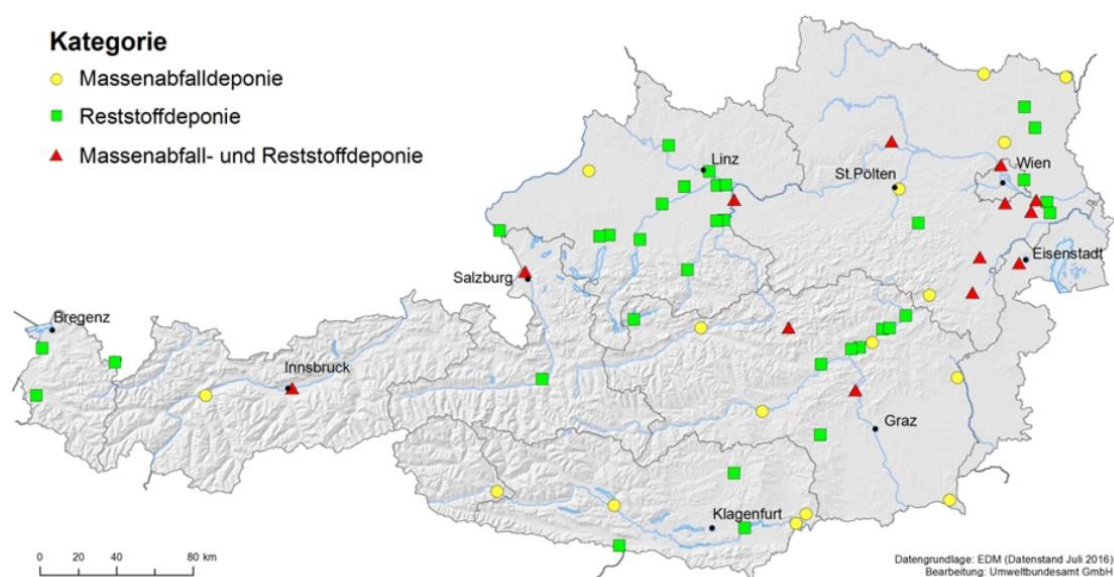 Kategorie
Massenabfalldeponie
Reststoffdeponie
Massenabfall- und Reststoffdeponie
Linz
St.Pölten
Wien
Eisenstadt
Salzburg
Bregenz
Innsbruck
Graz
Klagenfurt
0 20 40 80 km
Datengrundlage: EDM (Datenstand Juli 2016)
Bearbeitung: Umweltbundesamt GmbH